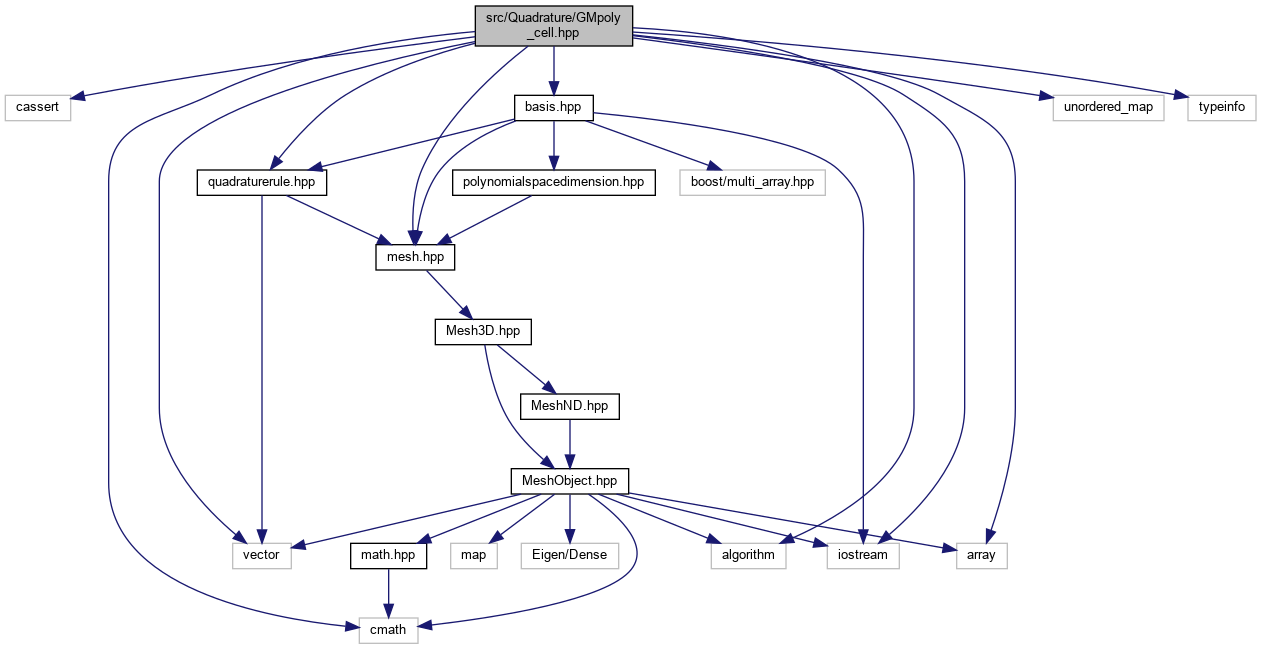 src/Quadrature/GMpoly
_cell.hpp
cassert
basis.hpp
unordered_map
typeinfo
quadraturerule.hpp
polynomialspacedimension.hpp
boost/multi_array.hpp
mesh.hpp
Mesh3D.hpp
MeshND.hpp
MeshObject.hpp
vector
math.hpp
map
Eigen/Dense
algorithm
iostream
array
cmath